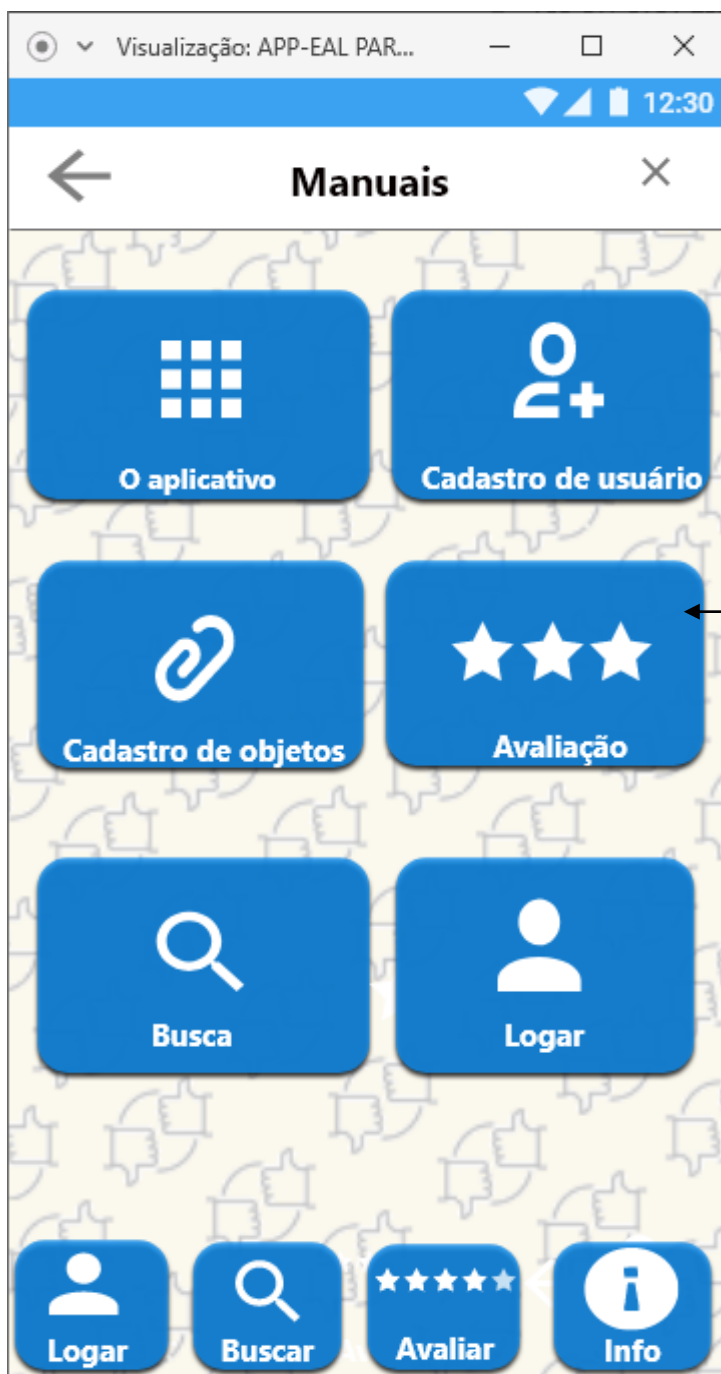 Visualização: APP-EAL PAR...
12:30
Manuais
O aplicativo
Cadastro de usuário
Cadastro de objetos
Avaliação
Busca
Logar
Logar
Buscar
Avaliar
Info